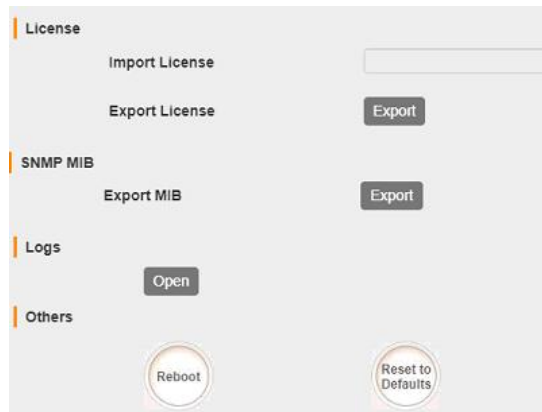 License
Import License
Export License Export
SNMP MIB
Export MIB Export
Logs
Open
Others
Reboot Reset to
Defaults